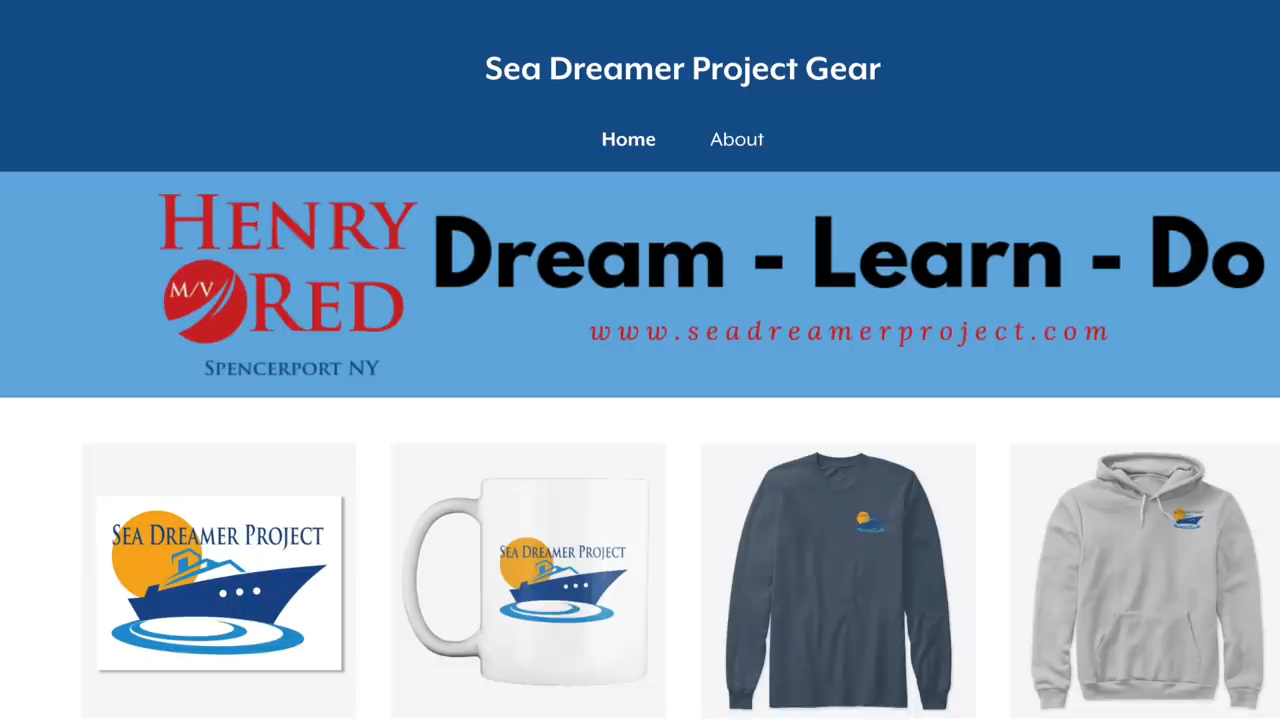 Sea Dreamer Project Gear
Home About
HENRY
M/V RED
SPENCERPORT NY
Dream - Learn - Do
www.seadreamerproject.com
SEA DREAMER PROJECT
SEA DREAMER PROJECT